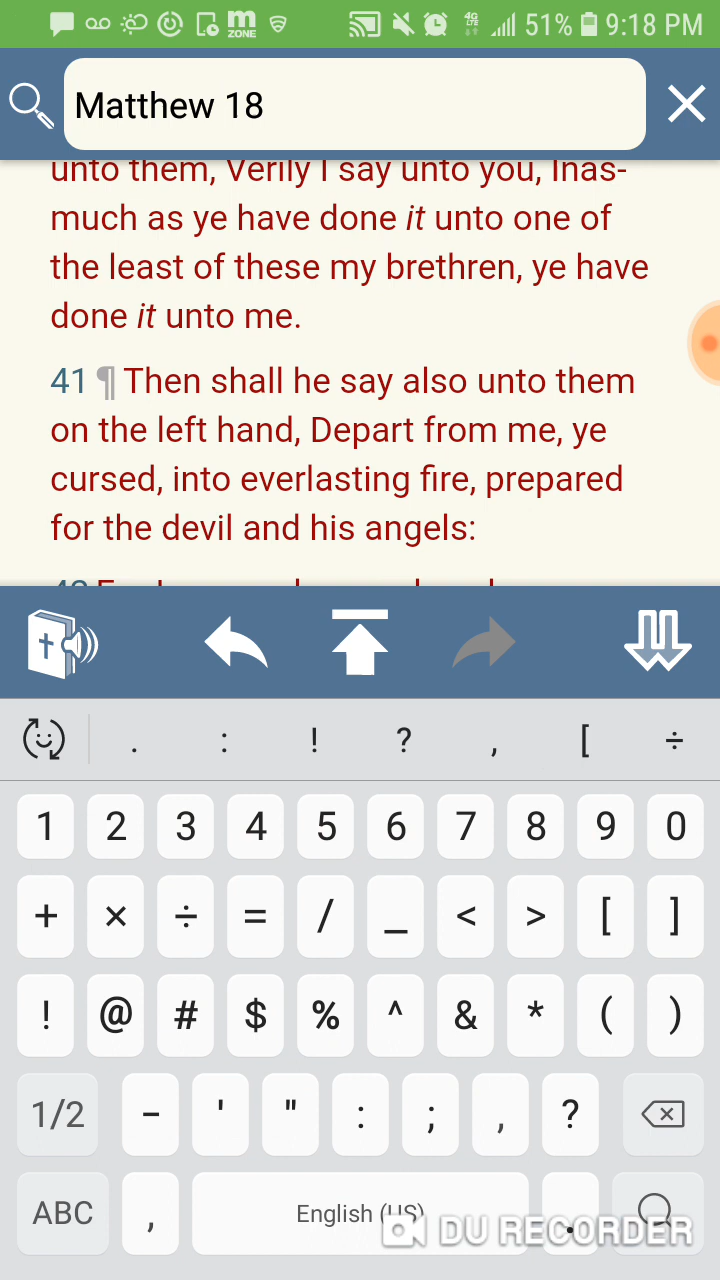 m ZONE 4G LTE 51% 9:18 PM
Matthew 18
unto them, Verily I say unto you, Inas-
much as ye have done it unto one of
the least of these my brethren, ye have
done it unto me.
41 ¶ Then shall he say also unto them
on the left hand, Depart from me, ye
cursed, into everlasting fire, prepared
for the devil and his angels:
. : ! ? , [ ÷
1 2 3 4 5 6 7 8 9 0
+ × ÷ = / _ < > [ ]
! @ # $ % ^ & * ( )
1/2 - ' " : ; , ?
ABC , English (US) .
DU RECORDER